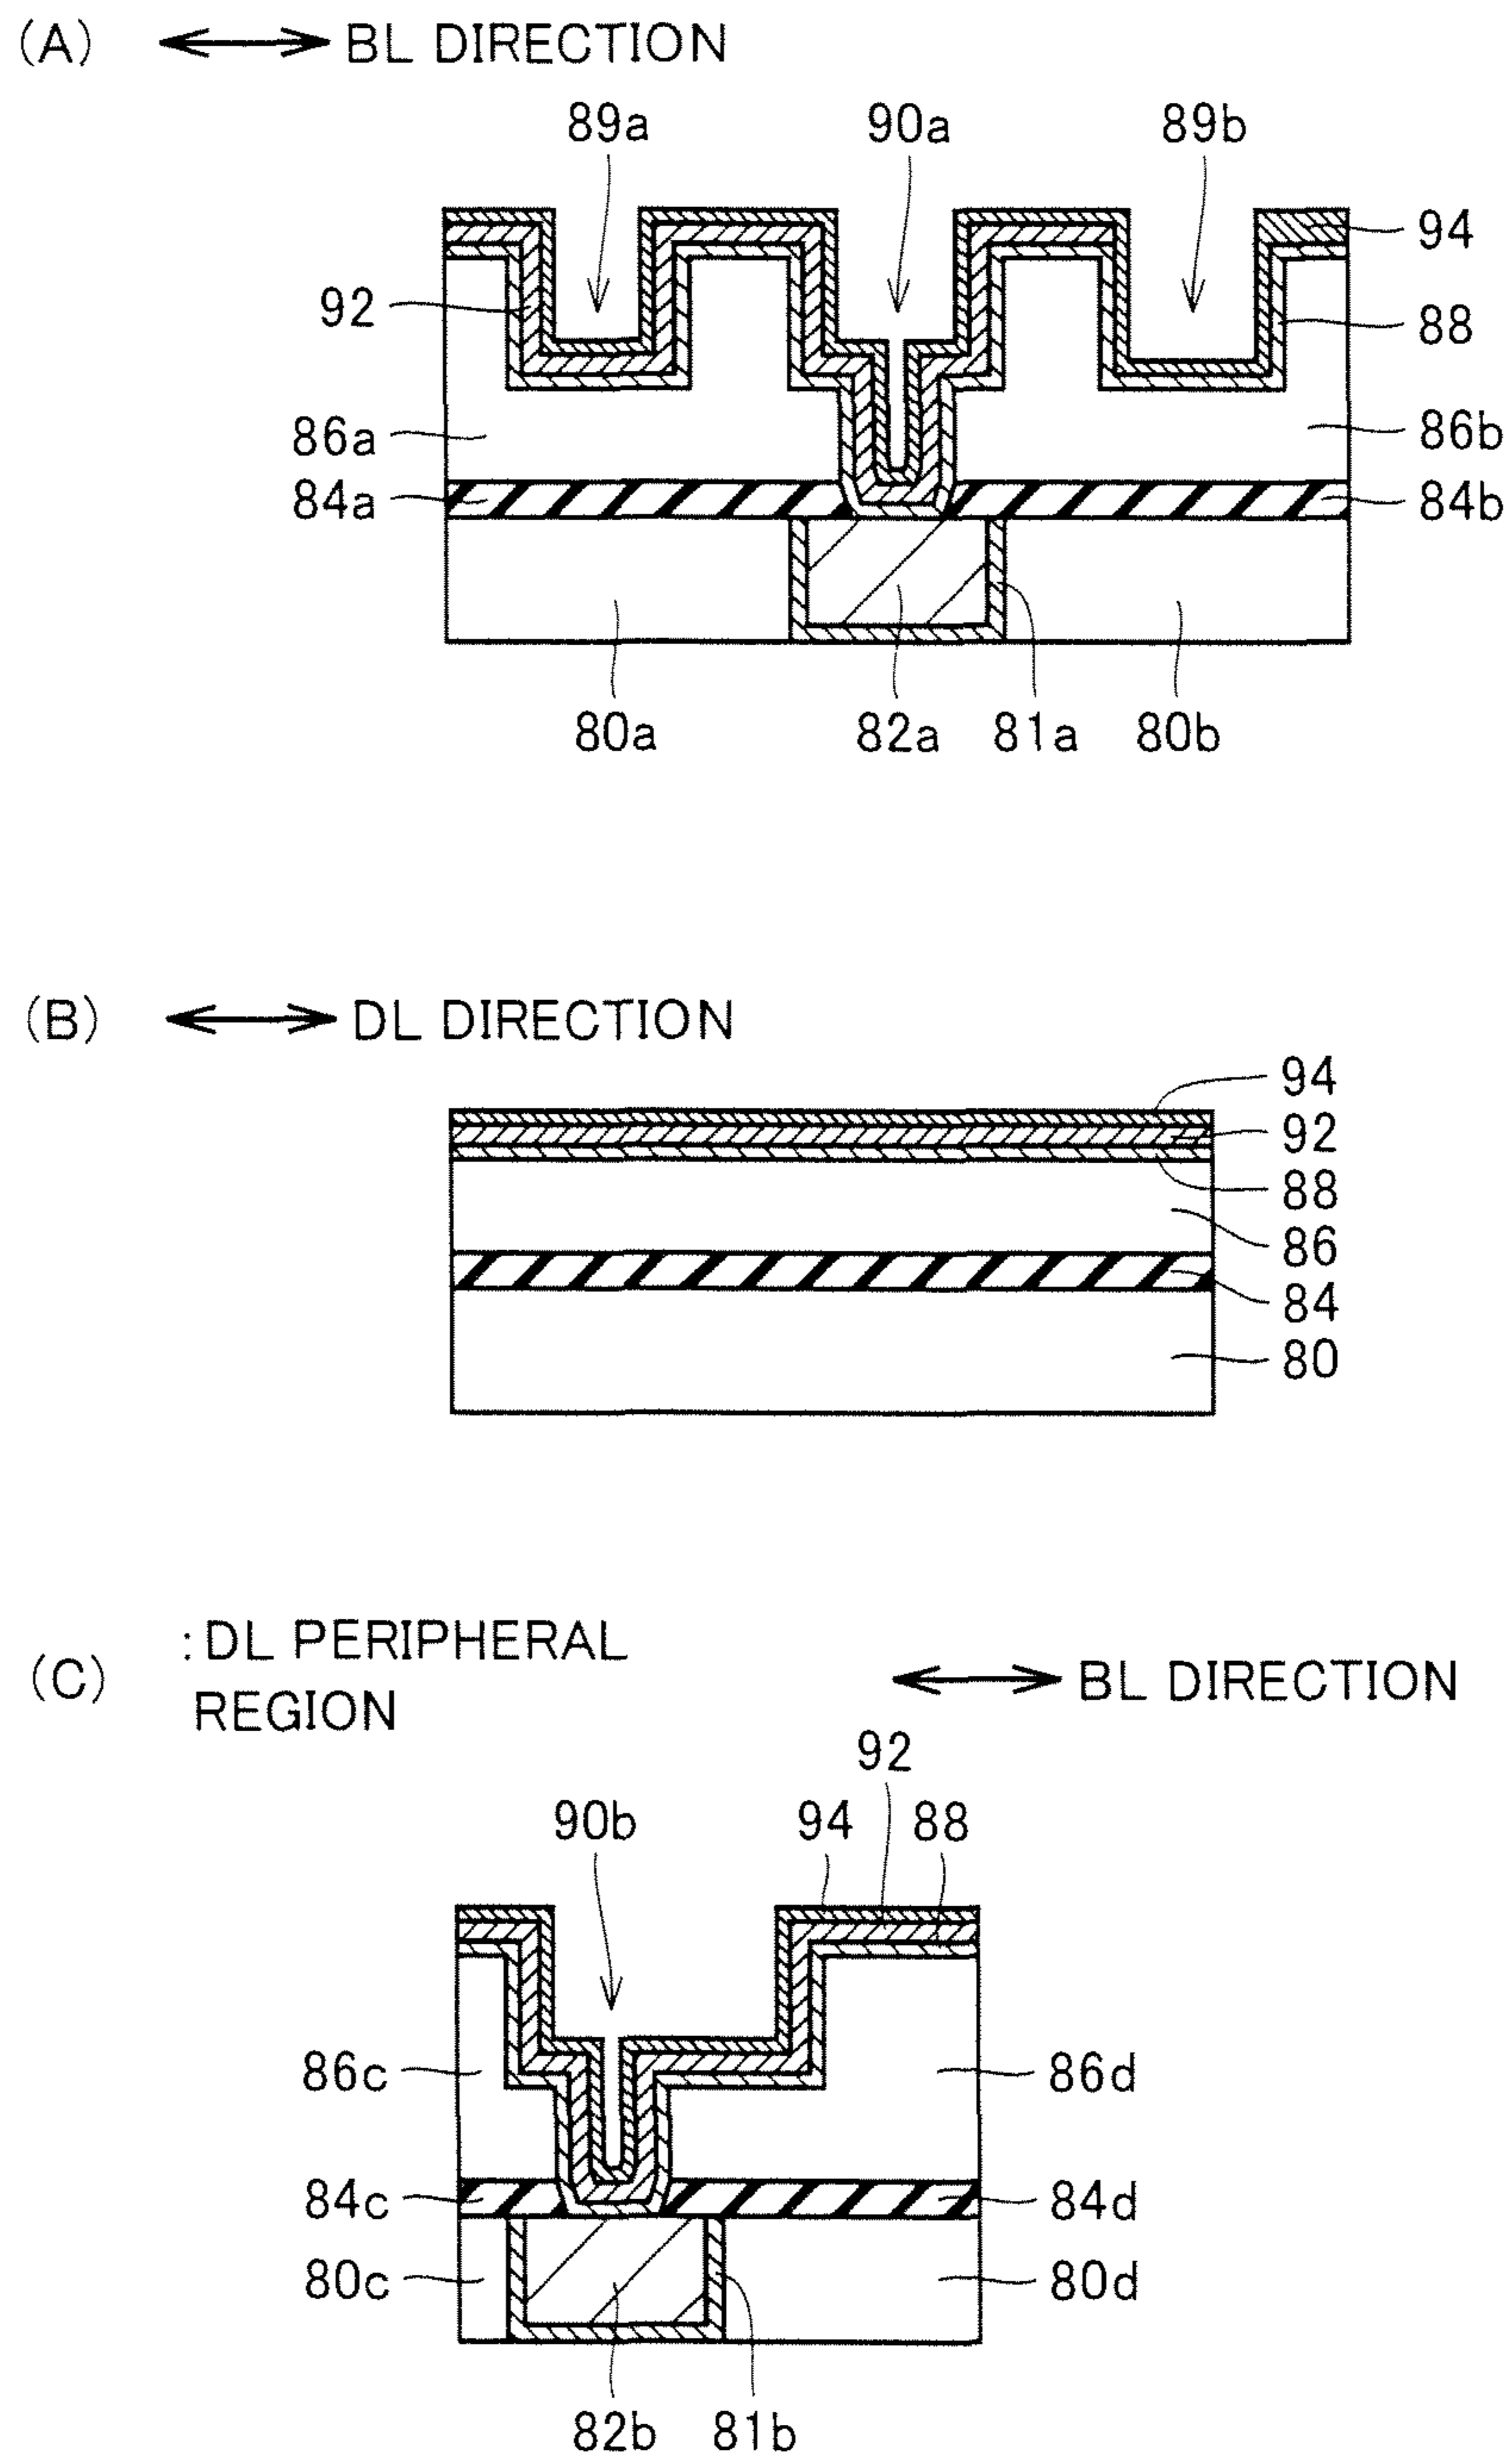 (A) BL DIRECTION
89a 90a 89b
94
92 88
86a 86b
84a 84b
80a 82a 81a 80b
(B) DL DIRECTION
94
92
88
86
84
80
(C) :DL PERIPHERAL
REGION
BL DIRECTION
92
90b 94 88
86c 86d
84c 84d
80c 80d
82b 81b